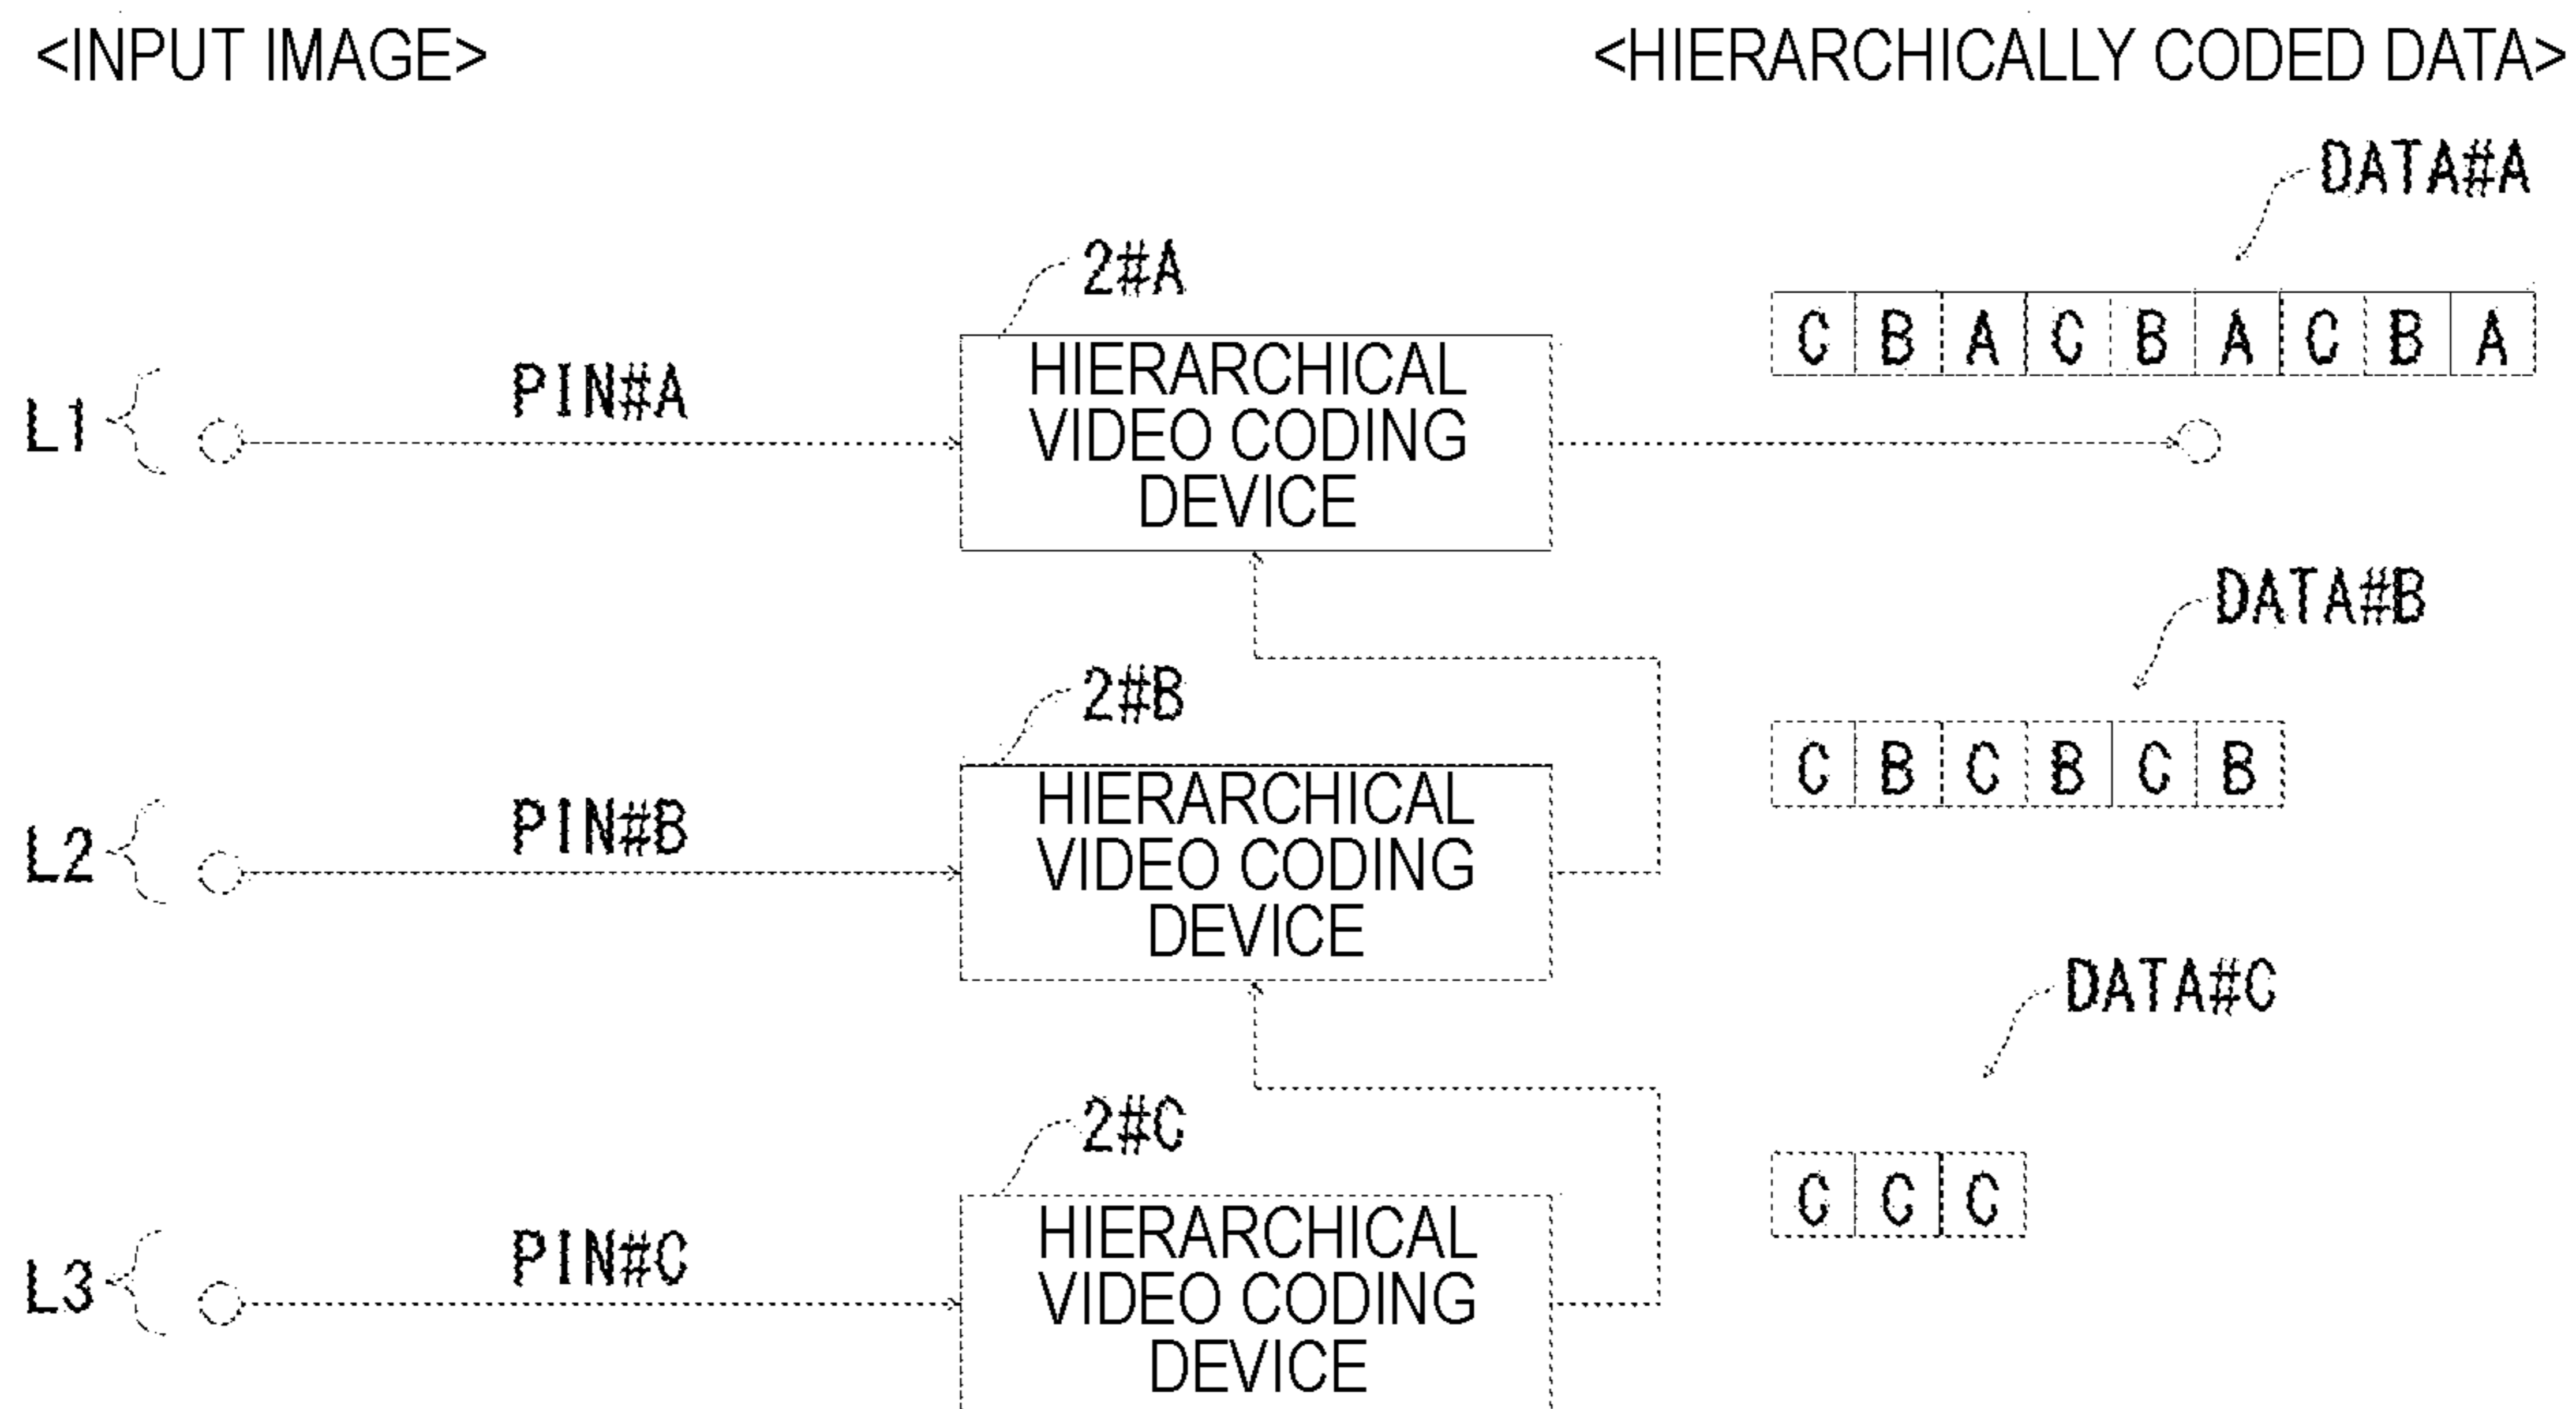 <INPUT IMAGE>
<HIERARCHICALLY CODED DATA>
DATA#A
2#A
C B A C B A C B A
L1
PIN#A
HIERARCHICAL
VIDEO CODING
DEVICE
DATA#B
2#B
C B C B C B
L2
PIN#B
HIERARCHICAL
VIDEO CODING
DEVICE
DATA#C
2#C
C C C
L3
PIN#C
HIERARCHICAL
VIDEO CODING
DEVICE